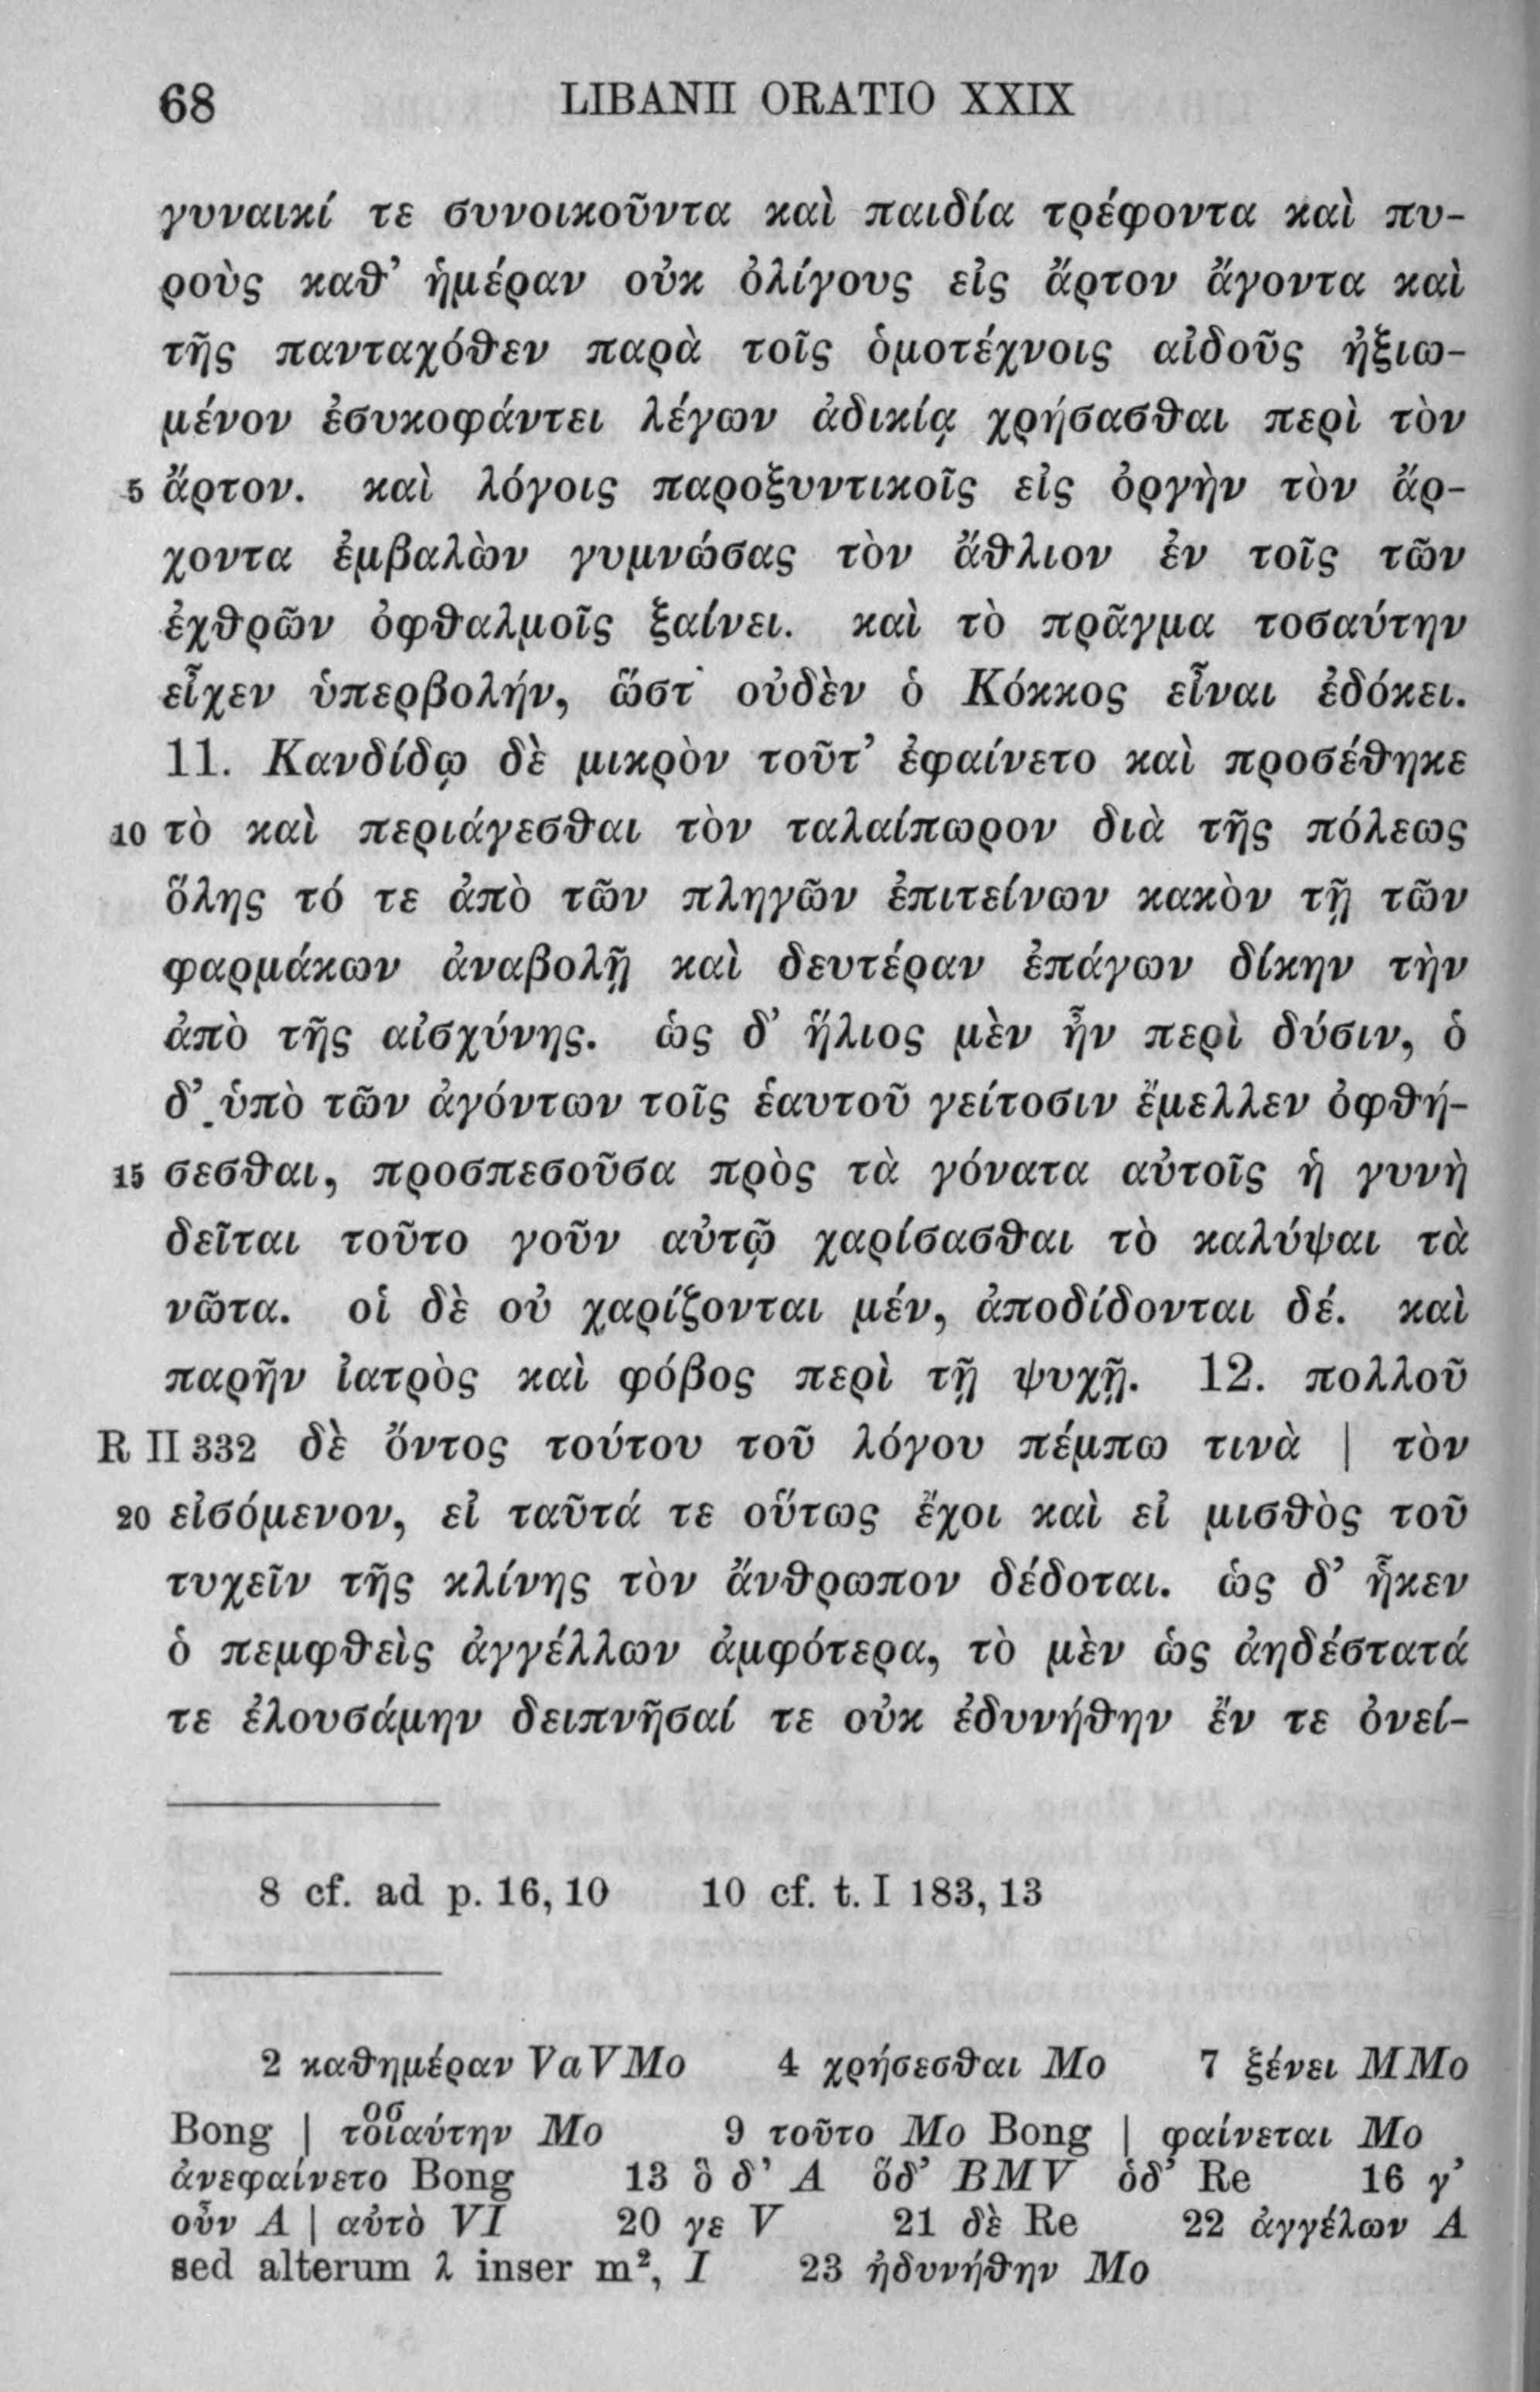 68 LIBANII ORATIO XXIX
γυναικί τε συνοικοῦντα καὶ παιδία τρέφοντα καὶ πυ-
ροὺς καθ’ ἡμέραν οὐκ ὀλίγους εἰς ἄρτον ἄγοντα καὶ
τῆς πανταχόθεν παρὰ τοῖς ὁμοτέχνοις αἰδοῦς ἠξιω-
μένον ἐσυκοφάντει λέγων ἀδικίᾳ χρήσασθαι περὶ τὸν
5 ἄρτον. καὶ λόγοις παροξυντικοῖς εἰς ὀργὴν τὸν ἄρ-
χοντα ἐμβαλὼν γυμνώσας τὸν ἄθλιον ἐν τοῖς τῶν
ἐχθρῶν ὀφθαλμοῖς ξαίνει. καὶ τὸ πρᾶγμα τοσαύτην
εἶχεν ὑπερβολήν, ὥστ’ οὐδὲν ὁ Κόκκος εἶναι ἐδόκει.
11. Κανδίδῳ δὲ μικρὸν τοῦτ’ ἐφαίνετο καὶ προσέθηκε
10 τὸ καὶ περιάγεσθαι τὸν ταλαίπωρον διὰ τῆς πόλεως
ὅλης τό τε ἀπὸ τῶν πληγῶν ἐπιτείνων κακὸν τῇ τῶν
φαρμάκων ἀναβολῇ καὶ δευτέραν ἐπάγων δίκην τὴν
ἀπὸ τῆς αἰσχύνης. ὡς δ’ ἥλιος μὲν ἦν περὶ δύσιν, ὁ
δ’ ὑπὸ τῶν ἀγόντων τοῖς ἑαυτοῦ γείτοσιν ἔμελλεν ὀφθή-
15 σεσθαι, προσπεσοῦσα πρὸς τὰ γόνατα αὐτοῖς ἡ γυνὴ
δεῖται τοῦτο γοῦν αὐτῷ χαρίσασθαι τὸ καλύψαι τὰ
νῶτα. οἱ δὲ οὐ χαρίζονται μέν, ἀποδίδονται δέ. καὶ
παρῆν ἰατρὸς καὶ φόβος περὶ τῇ ψυχῇ. 12. πολλοῦ
R II 332 δὲ ὄντος τούτου τοῦ λόγου πέμπω τινὰ | τὸν
20 εἰσόμενον, εἰ ταῦτά τε οὕτως ἔχοι καὶ εἰ μισθὸς τοῦ
τυχεῖν τῆς κλίνης τὸν ἄνθρωπον δέδοται. ὡς δ’ ἧκεν
ὁ πεμφθεὶς ἀγγέλλων ἀμφότερα, τὸ μὲν ὡς ἀηδέστατά
τε ἐλουσάμην δειπνῆσαί τε οὐκ ἐδυνήθην ἔν τε ὀνεί-
8 cf. ad p. 16, 10 10 cf. t. I 183, 13
2 καθημέραν VaVMo 4 χρήσεσθαι Mo 7 ξένει MMo
Bong | τοσαύτην Mo 9 τοῦτο Mo Bong | φαίνεται Mo
ἀνεφαίνετο Bong 13 ὃ δ’ A ὅδ’ BMV ὁδ’ Re 16 γ’
οὖν A | αὐτὸ VI 20 γε V 21 δὲ Re 22 ἀγγέλων A
sed alterum λ inser m², I 23 ἠδυνήθην Mo